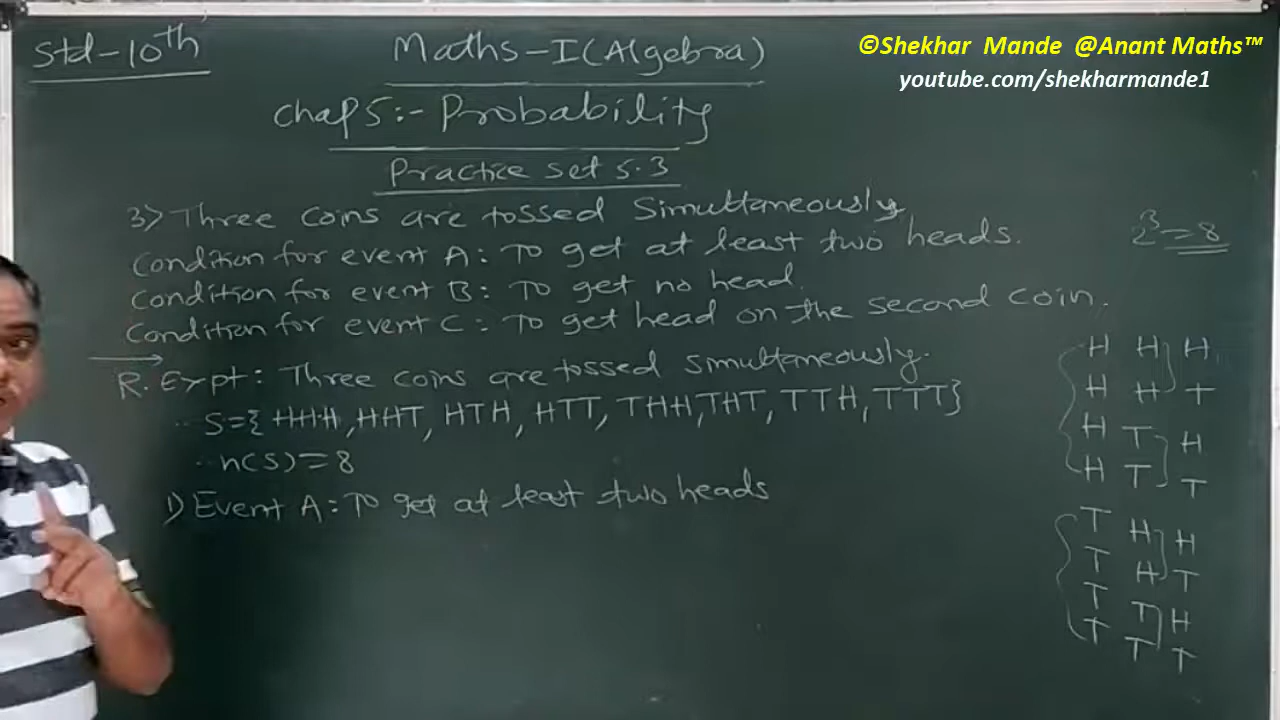 Std-10th
Maths-I(Algebra)
©Shekhar Mande @Anant Maths™
youtube.com/shekharmande1
Chap5:- Probability
Practice set 5.3
3) Three coins are tossed simultaneously
Condition for event A: To get at least two heads.
Condition for event B: To get no head.
Condition for event C: To get head on the second coin.
2³=8
R.Expt: Three coins are tossed simultaneously.
S={HHH,HHT, HTH, HTT, THH,THT, TTH, TTT}
n(S)=8
1) Event A: To get at least two heads
H H H
H H T
H T H
H T T
T H H
T H T
T T H
T T T